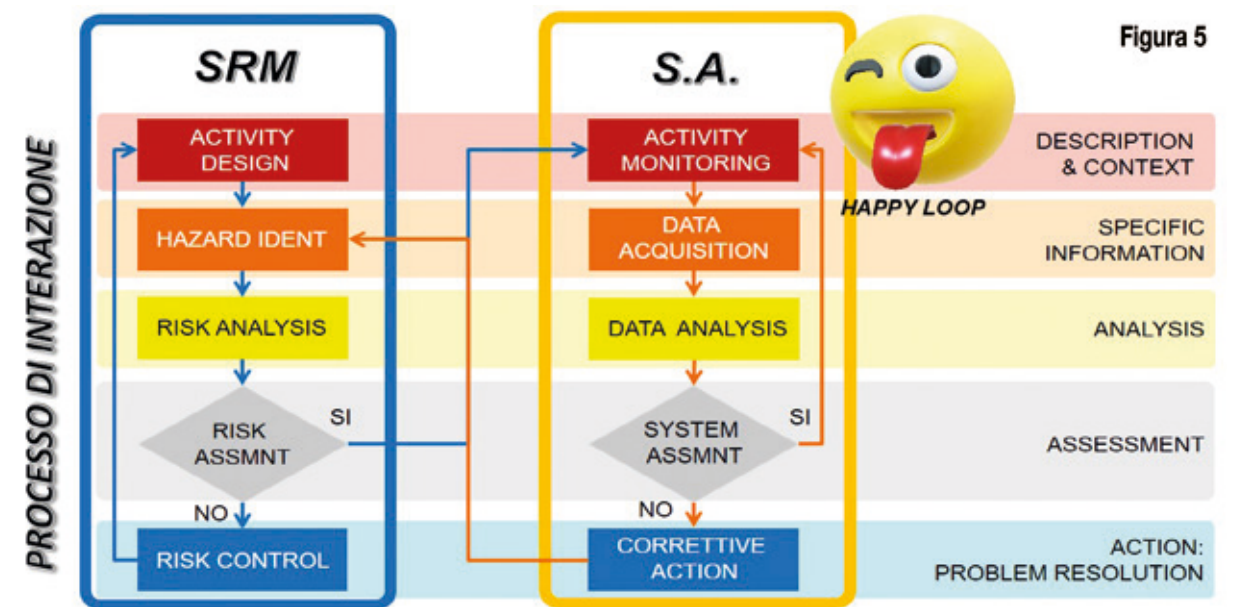 Figura 5
PROCESSO DI INTERAZIONE
SRM
S.A.
HAPPY LOOP
ACTIVITY
DESIGN
ACTIVITY
MONITORING
DESCRIPTION
& CONTEXT
HAZARD IDENT
DATA
ACQUISITION
SPECIFIC
INFORMATION
RISK ANALYSIS
DATA ANALYSIS
ANALYSIS
RISK
ASSMNT
SI
SYSTEM
ASSMNT
SI
ASSESSMENT
NO
NO
RISK CONTROL
CORRETTIVE
ACTION
ACTION:
PROBLEM RESOLUTION